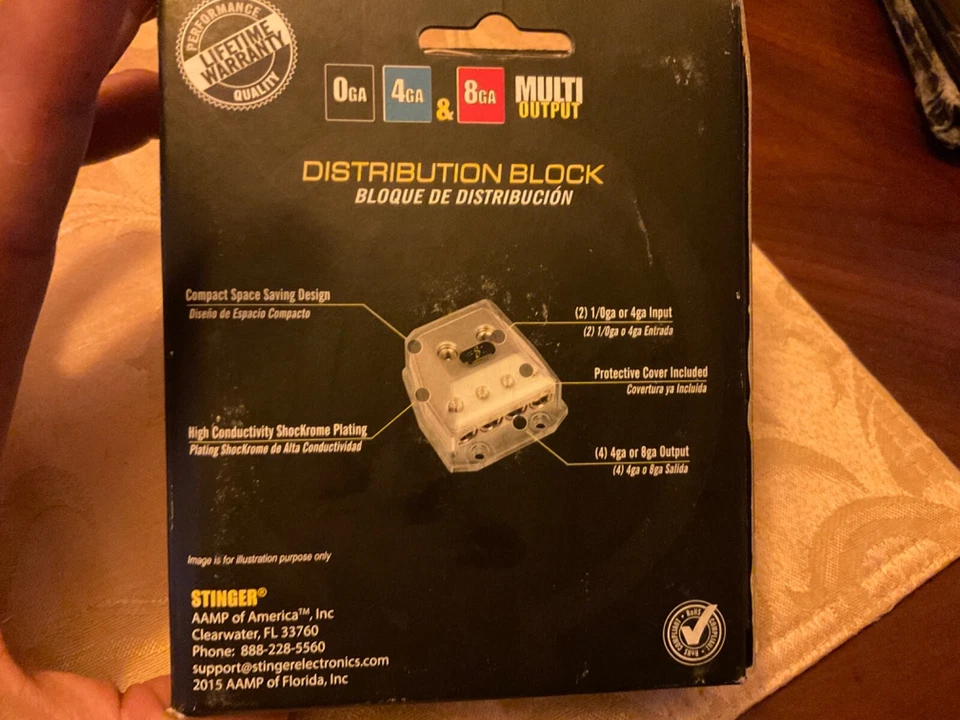 PERFORMANCE
LIFETIME
WARRANTY
QUALITY
0GA 4GA & 8GA MULTI
OUTPUT
DISTRIBUTION BLOCK
BLOQUE DE DISTRIBUCIÓN
Compact Space Saving Design
Diseño de Espacio Compacto
(2) 1/0ga or 4ga Input
(2) 1/0ga o 4ga Entrada
Protective Cover Included
Covertura ya Incluida
High Conductivity ShocKrome Plating
Plating ShocKrome de Alta Conductividad
(4) 4ga or 8ga Output
(4) 4ga o 8ga Salida
Image is for illustration purpose only
STINGER®
AAMP of America™, Inc
Clearwater, FL 33760
Phone: 888-228-5560
support@stingerelectronics.com
2015 AAMP of Florida, Inc
RoHS COMPLIANT